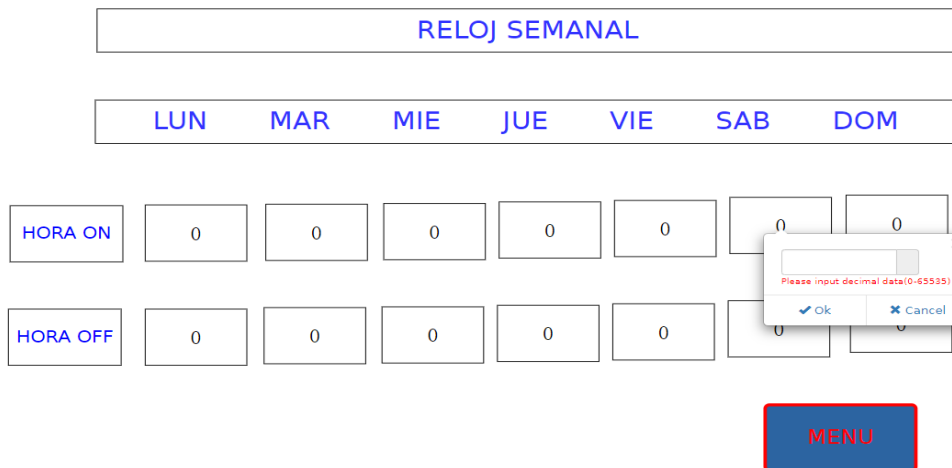 RELOJ SEMANAL
LUN MAR MIE JUE VIE SAB DOM
HORA ON 0 0 0 0 0 0 0
Please input decimal data(0-65535)
Ok Cancel
HORA OFF 0 0 0 0 0 0 0
MENU